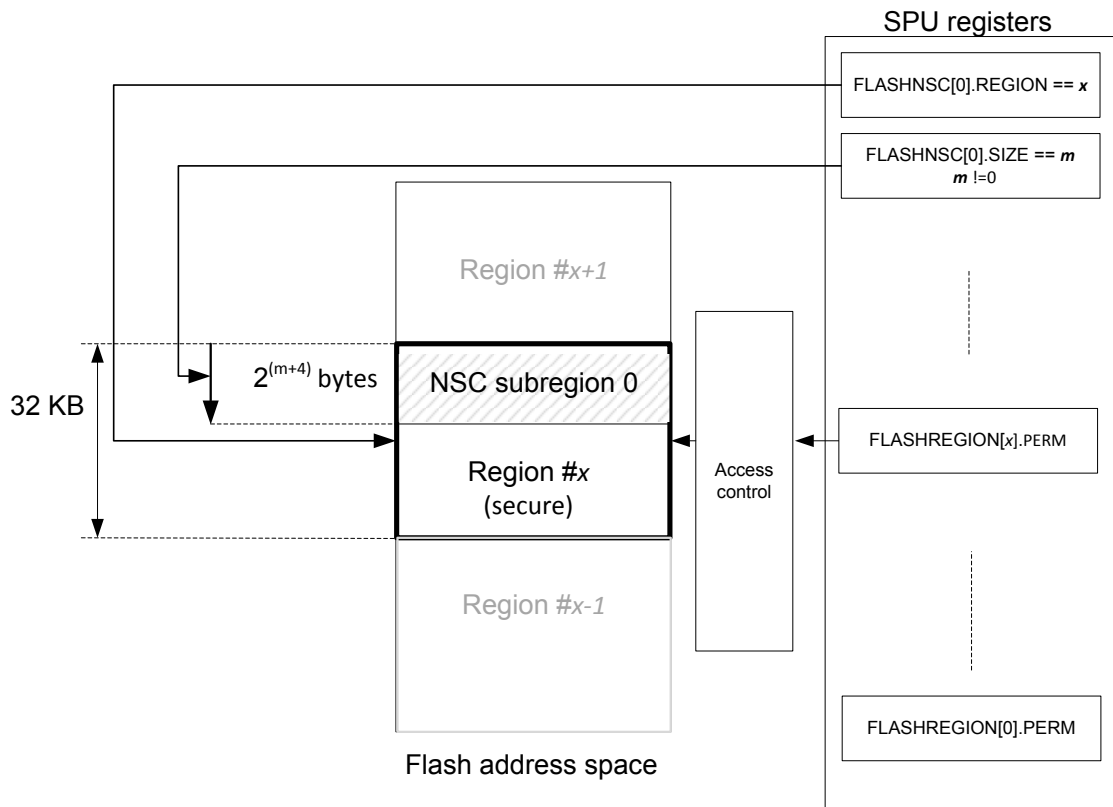 SPU registers
FLASHNSC[0].REGION == x
FLASHNSC[0].SIZE == m
m !=0
Region #x+1
2^(m+4) bytes
NSC subregion 0
32 KB
Region #x
(secure)
Access
control
FLASHREGION[x].PERM
Region #x-1
FLASHREGION[0].PERM
Flash address space